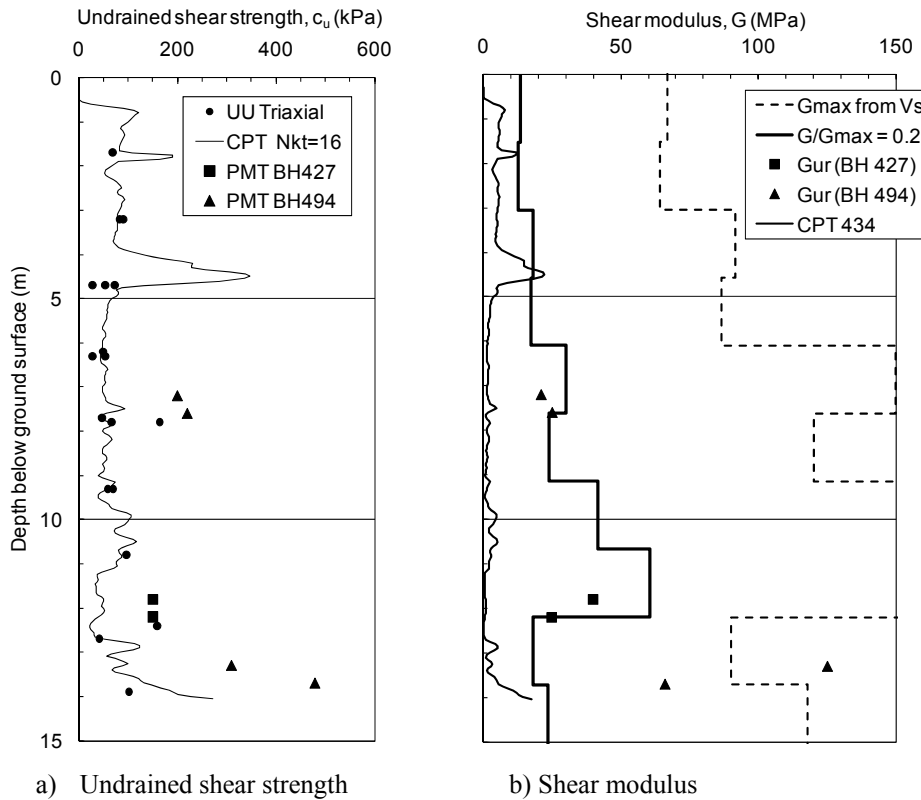 Undrained shear strength, cu (kPa)
0 200 400 600
0
5
10
15
Depth below ground surface (m)
UU Triaxial
CPT Nkt=16
PMT BH427
PMT BH494
a) Undrained shear strength
Shear modulus, G (MPa)
0 50 100 150
Gmax from Vs
G/Gmax = 0.2
Gur (BH 427)
Gur (BH 494)
CPT 434
b) Shear modulus